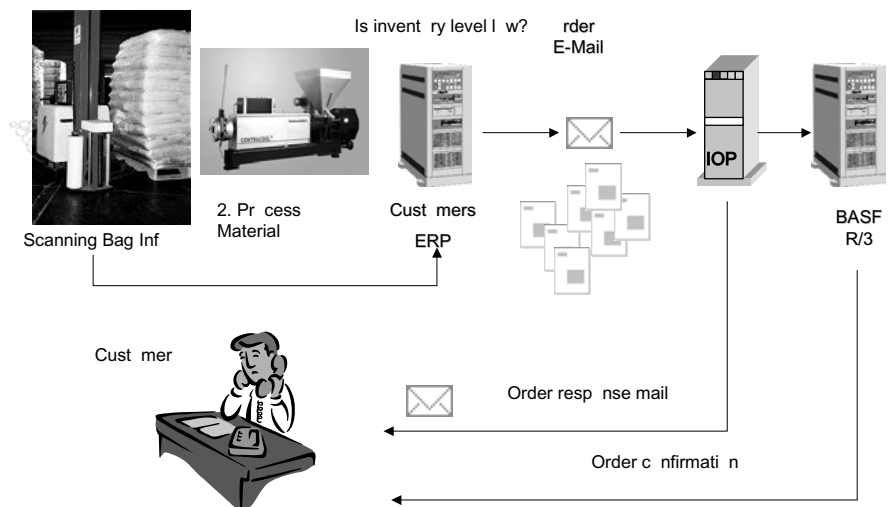 Is invent ry level l w? rder
E-Mail
CONTRACOOL
IOP
2. Pr cess
Material
Cust mers
ERP
BASF
R/3
Scanning Bag Inf
Cust mer
Order resp nse mail
Order c nfirmati n